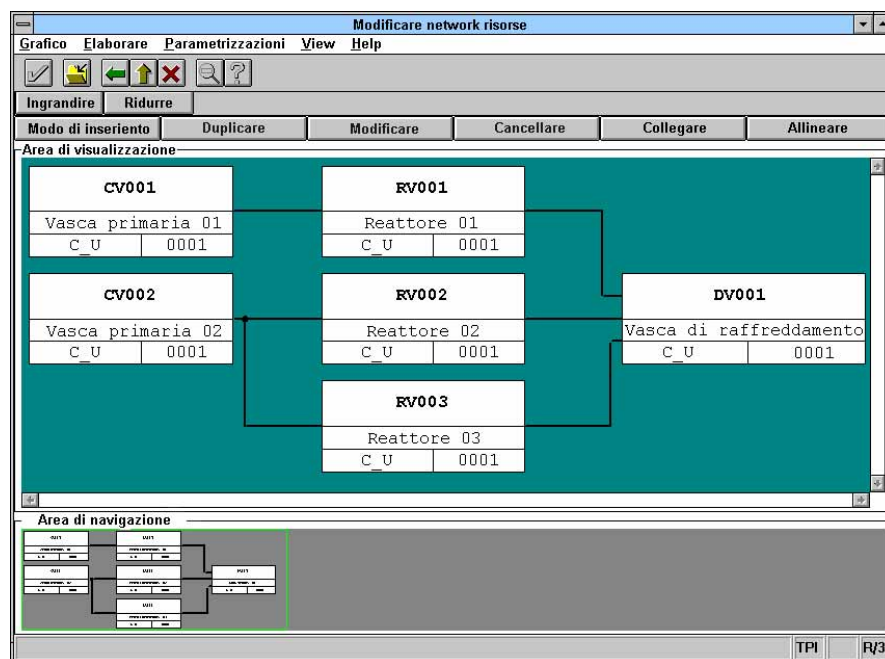 Modificare network risorse
Grafico Elaborare Parametrizzazioni View Help
Ingrandire Ridurre
Modo di inseriento Duplicare Modificare Cancellare Collegare Allineare
Area di visualizzazione
CV001
Vasca primaria 01
C_U 0001
RV001
Reattore 01
C_U 0001
CV002
Vasca primaria 02
C_U 0001
RV002
Reattore 02
C_U 0001
DV001
Vasca di raffreddamento
C_U 0001
RV003
Reattore 03
C_U 0001
Area di navigazione
TPI R/3